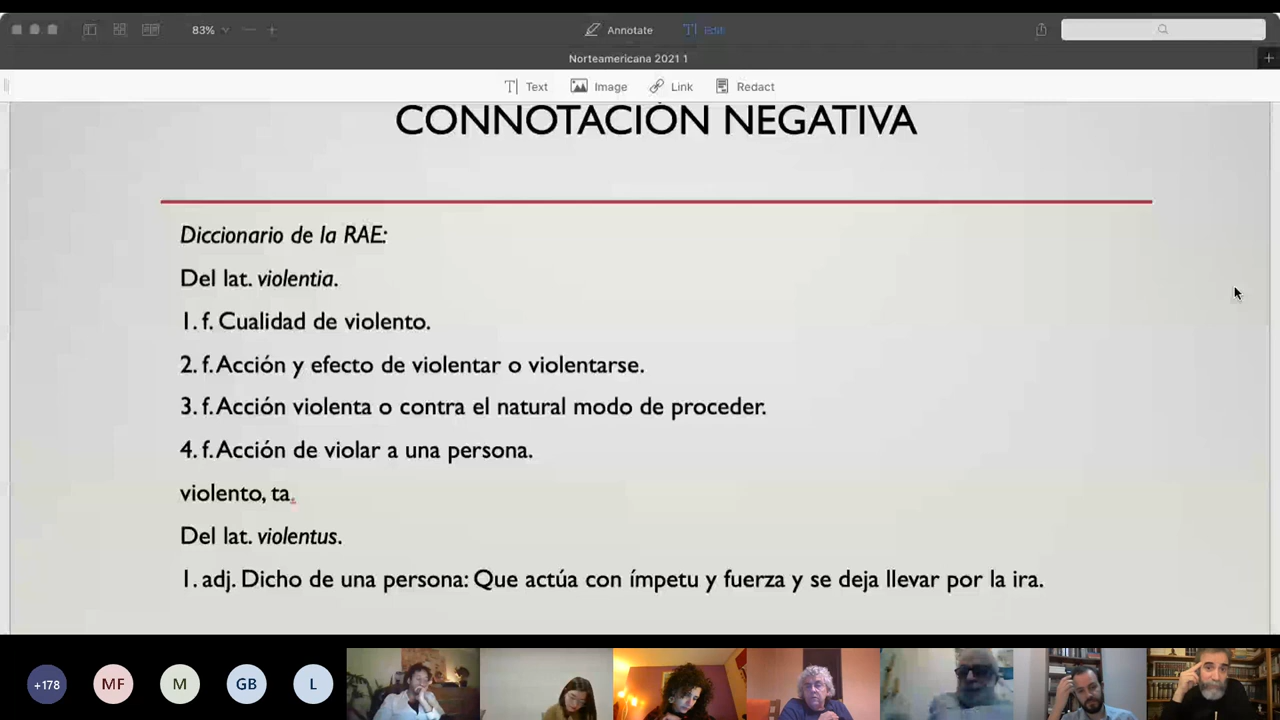 83%
Annotate
Edit
Norteamericana 2021 1
Text
Image
Link
Redact
CONNOTACIÓN NEGATIVA
Diccionario de la RAE:
Del lat. violentia.
1. f. Cualidad de violento.
2. f. Acción y efecto de violentar o violentarse.
3. f. Acción violenta o contra el natural modo de proceder.
4. f. Acción de violar a una persona.
violento, ta.
Del lat. violentus.
1. adj. Dicho de una persona: Que actúa con ímpetu y fuerza y se deja llevar por la ira.
+178
MF
M
GB
L